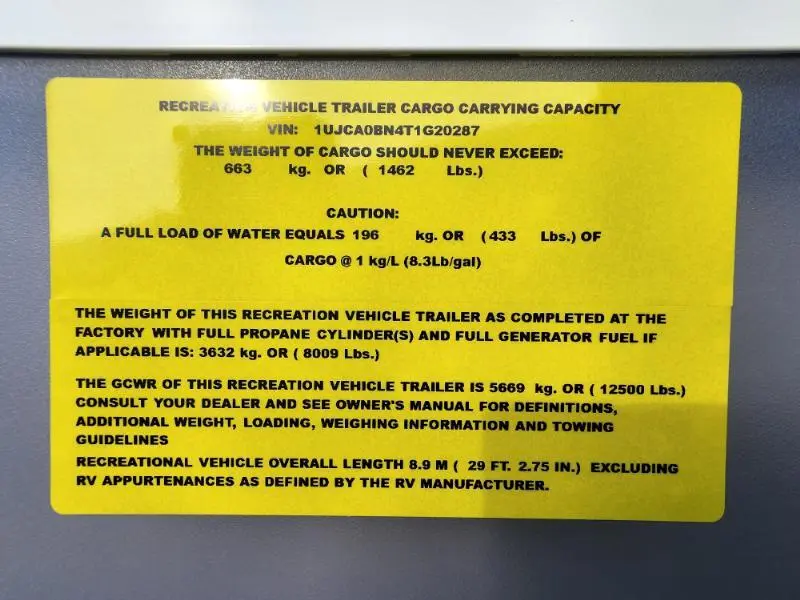 RECREATION VEHICLE TRAILER CARGO CARRYING CAPACITY
VIN: 1UJCA0BN4T1G20287
THE WEIGHT OF CARGO SHOULD NEVER EXCEED:
663 kg. OR ( 1462 Lbs.)
CAUTION:
A FULL LOAD OF WATER EQUALS 196 kg. OR (433 Lbs.) OF
CARGO @ 1 kg/L (8.3Lb/gal)
THE WEIGHT OF THIS RECREATION VEHICLE TRAILER AS COMPLETED AT THE
FACTORY WITH FULL PROPANE CYLINDER(S) AND FULL GENERATOR FUEL IF
APPLICABLE IS: 3632 kg. OR ( 8009 Lbs.)
THE GCWR OF THIS RECREATION VEHICLE TRAILER IS 5669 kg. OR ( 12500 Lbs.)
CONSULT YOUR DEALER AND SEE OWNER'S MANUAL FOR DEFINITIONS,
ADDITIONAL WEIGHT, LOADING, WEIGHING INFORMATION AND TOWING
GUIDELINES
RECREATIONAL VEHICLE OVERALL LENGTH 8.9 M ( 29 FT. 2.75 IN.) EXCLUDING
RV APPURTENANCES AS DEFINED BY THE RV MANUFACTURER.